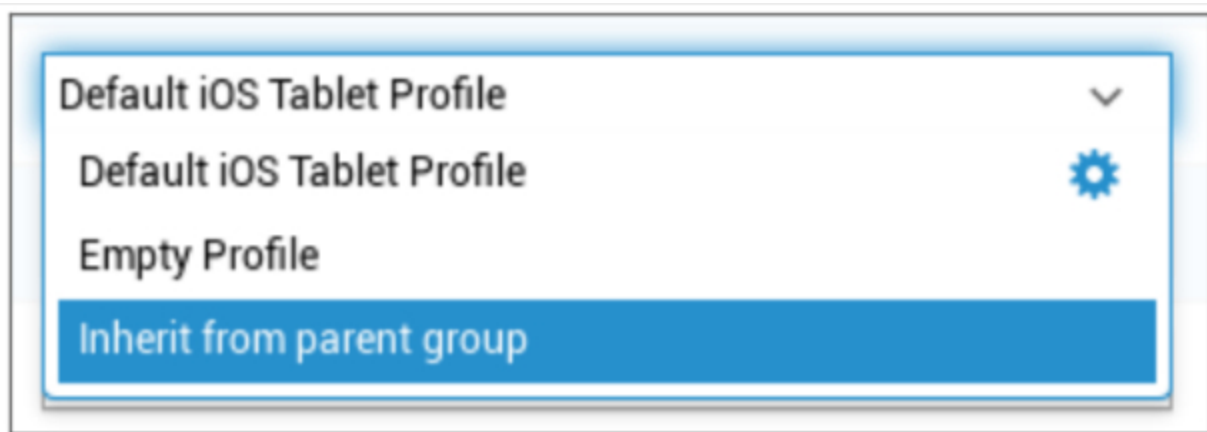 Default iOS Tablet Profile
Default iOS Tablet Profile
Empty Profile
Inherit from parent group